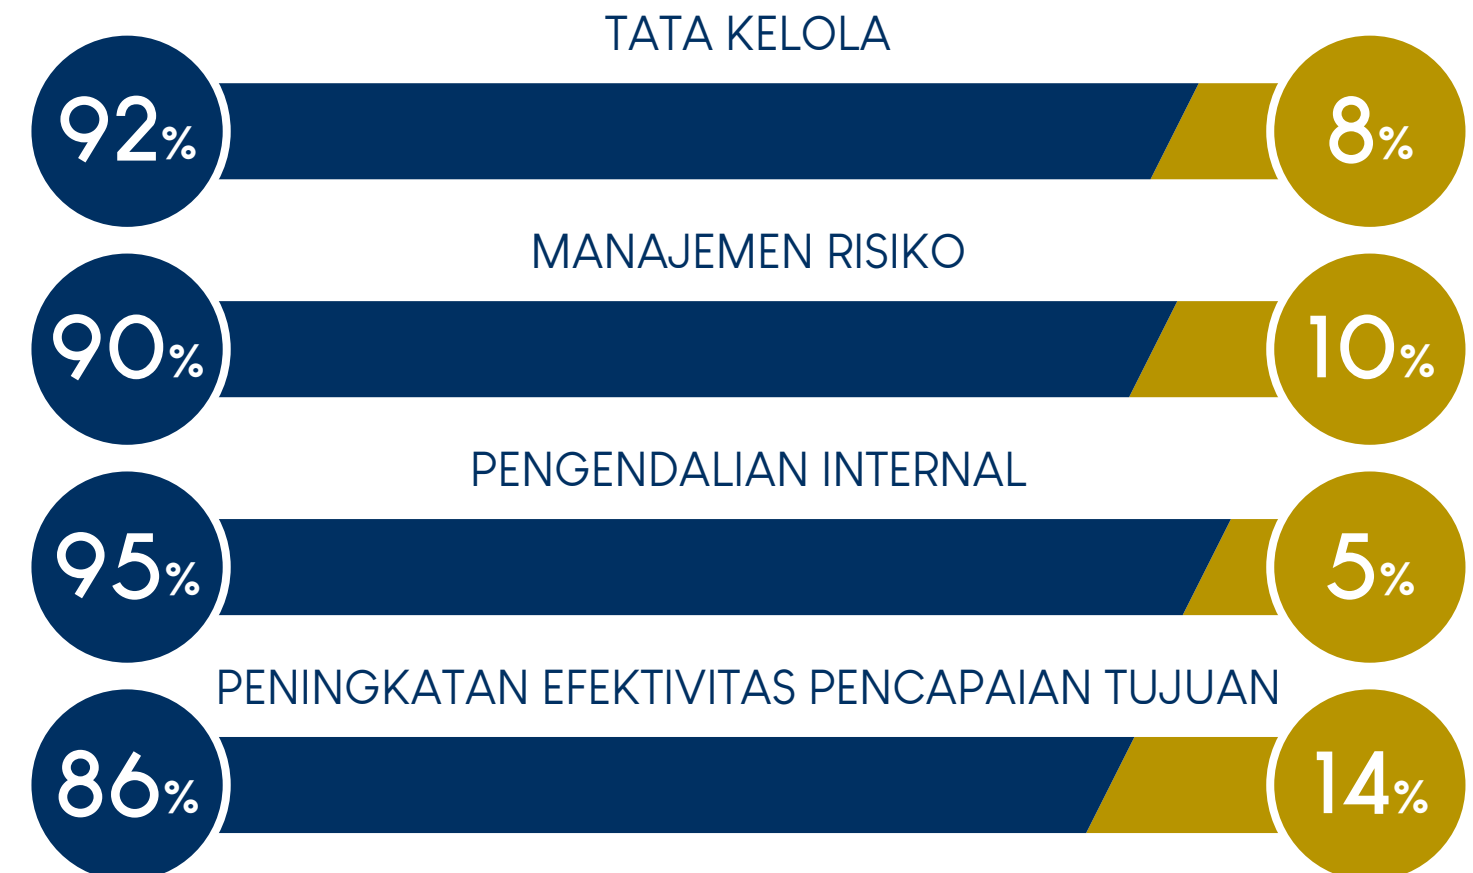 TATA KELOLA
92% 8%
MANAJEMEN RISIKO
90% 10%
PENGENDALIAN INTERNAL
95% 5%
PENINGKATAN EFEKTIVITAS PENCAPAIAN TUJUAN
86% 14%